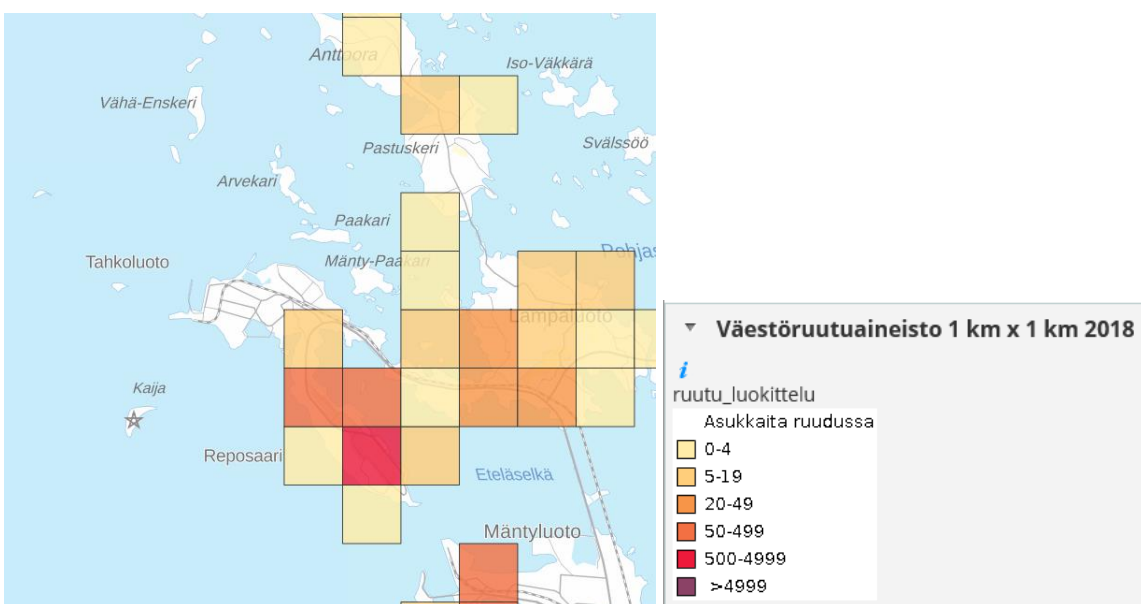 Anttoora
Iso-Väkkärä
Vähä-Enskeri
Svälssöö
Pastuskeri
Arvekari
Paakari
Pohjas
Tahkoluoto
Mänty-Paakari
Lampaluoto
Kaija
Reposaari
Eteläselkä
Mäntyluoto
Väestöruutuaineisto 1 km x 1 km 2018
i
ruutu_luokittelu
Asukkaita ruudussa
0-4
5-19
20-49
50-499
500-4999
>4999